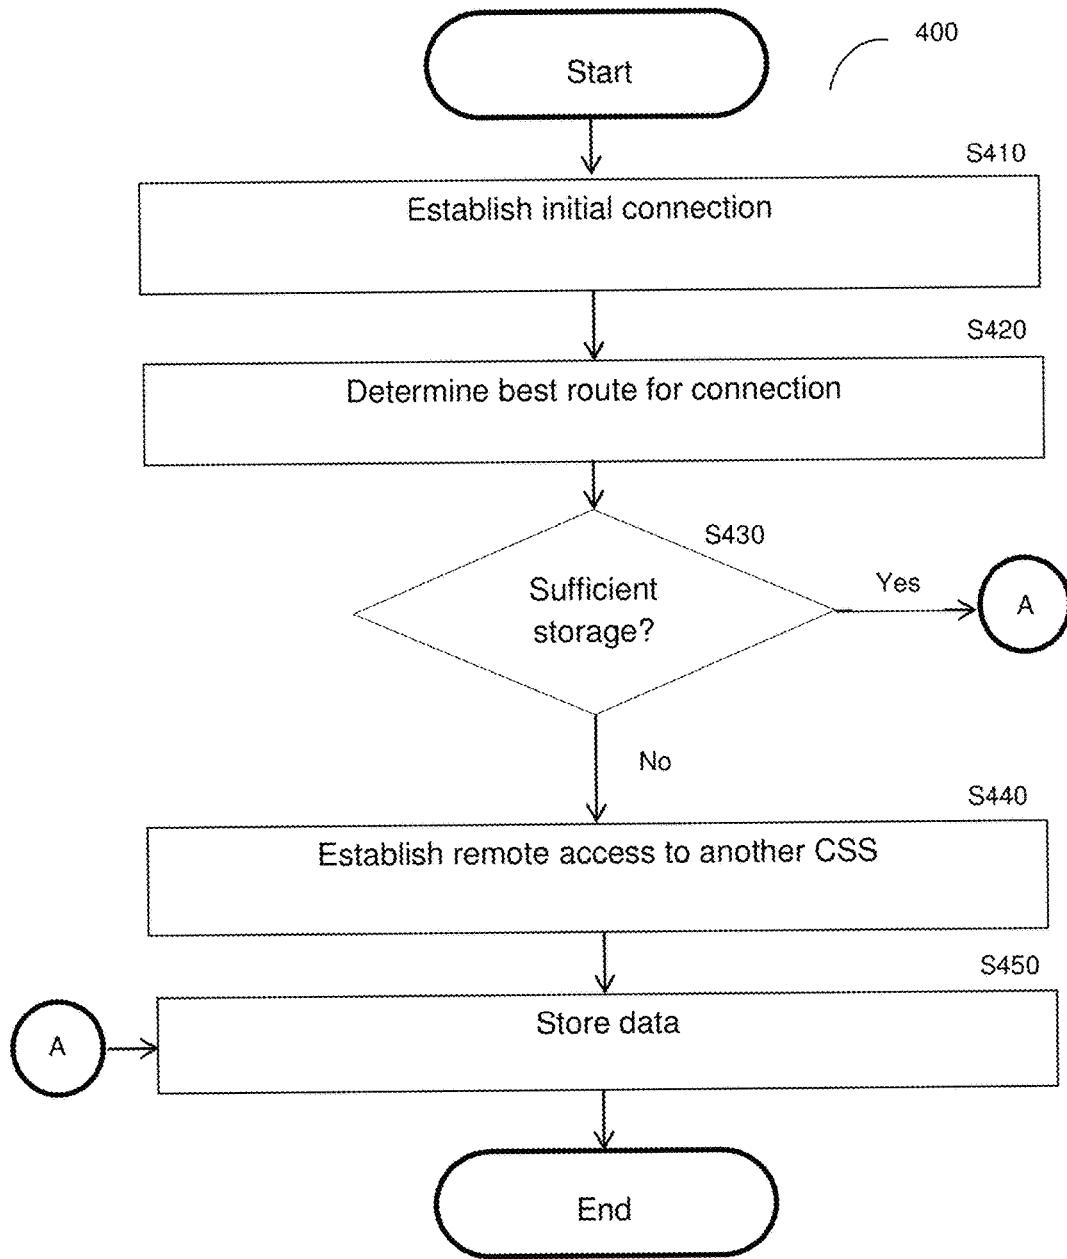 400
Start
S410
Establish initial connection
S420
Determine best route for connection
S430
Sufficient
storage?
Yes
A
No
S440
Establish remote access to another CSS
S450
Store data
A
End